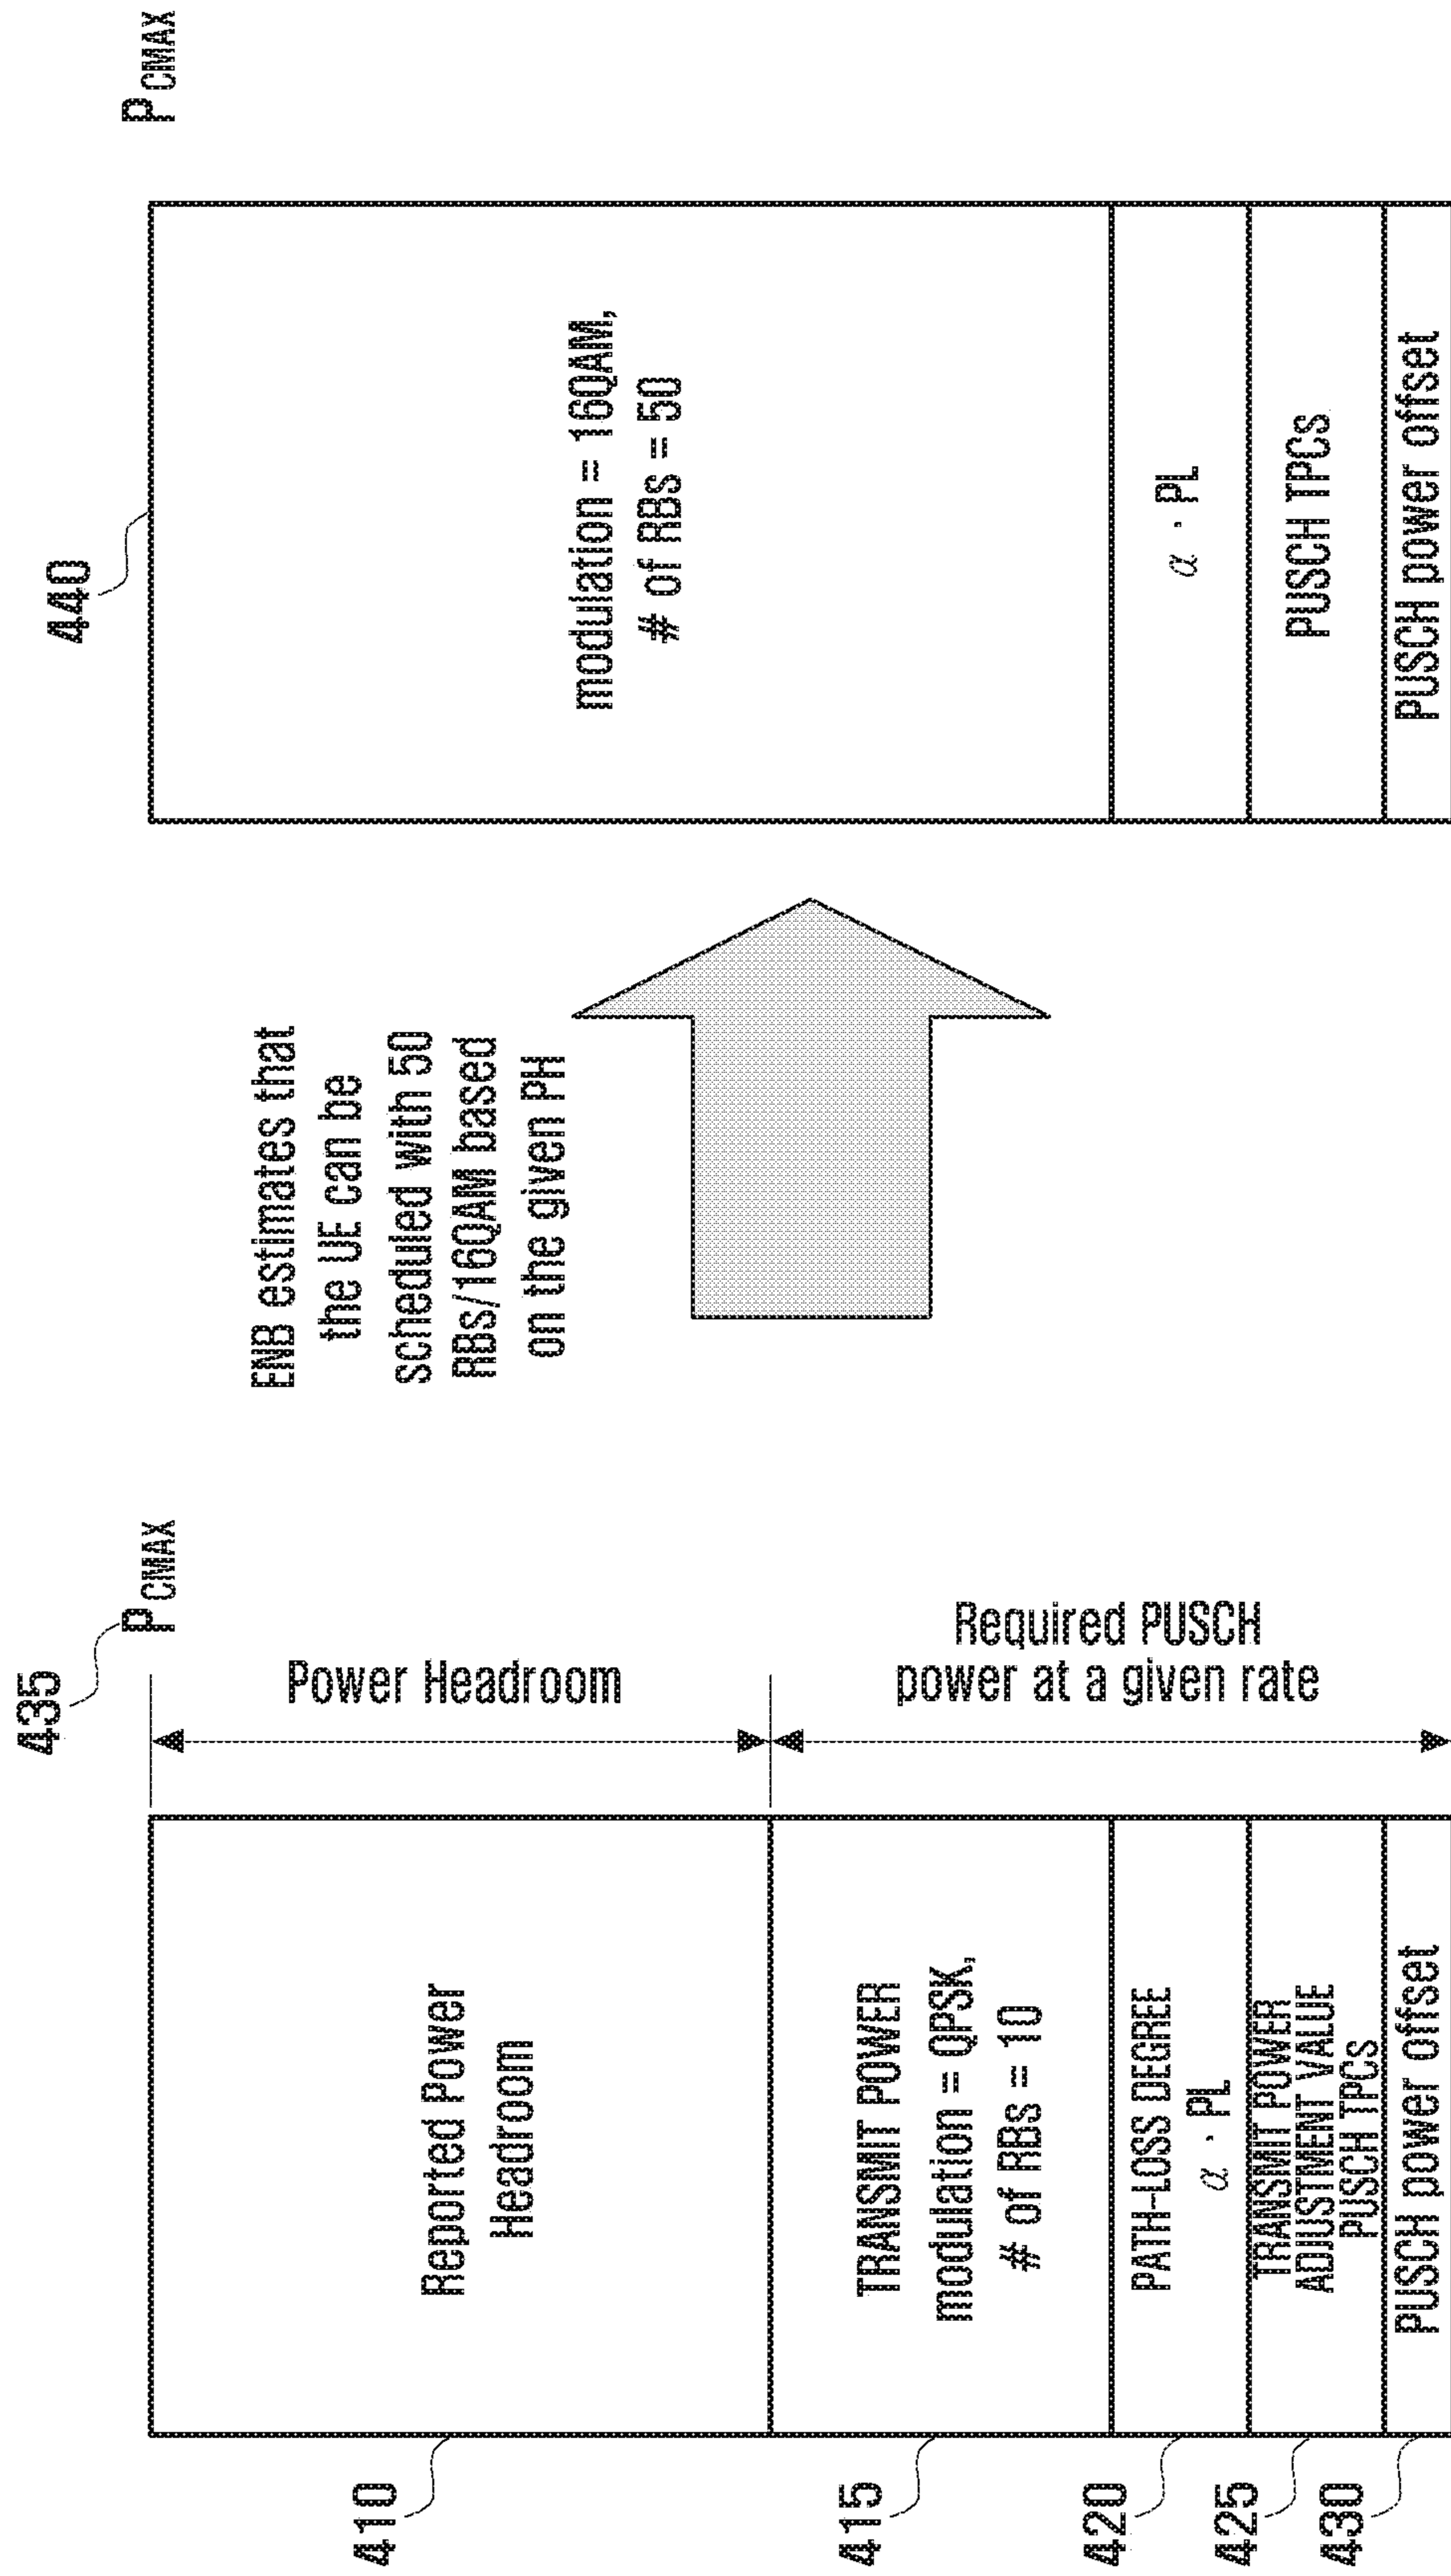 435
P CMAX
410
Reported Power
Headroom
Power Headroom
415
TRANSMIT POWER
modulation = QPSK,
# of RBs = 10
Required PUSCH
power at a given rate
420
PATH-LOSS DEGREE
α · PL
425
TRANSMIT POWER
ADJUSTMENT VALUE
PUSCH TPCS
430
PUSCH power offset
ENB estimates that
the UE can be
scheduled with 50
RBs/16QAM based
on the given PH
440
P CMAX
modulation = 16QAM,
# of RBs = 50
α · PL
PUSCH TPCs
PUSCH power offset